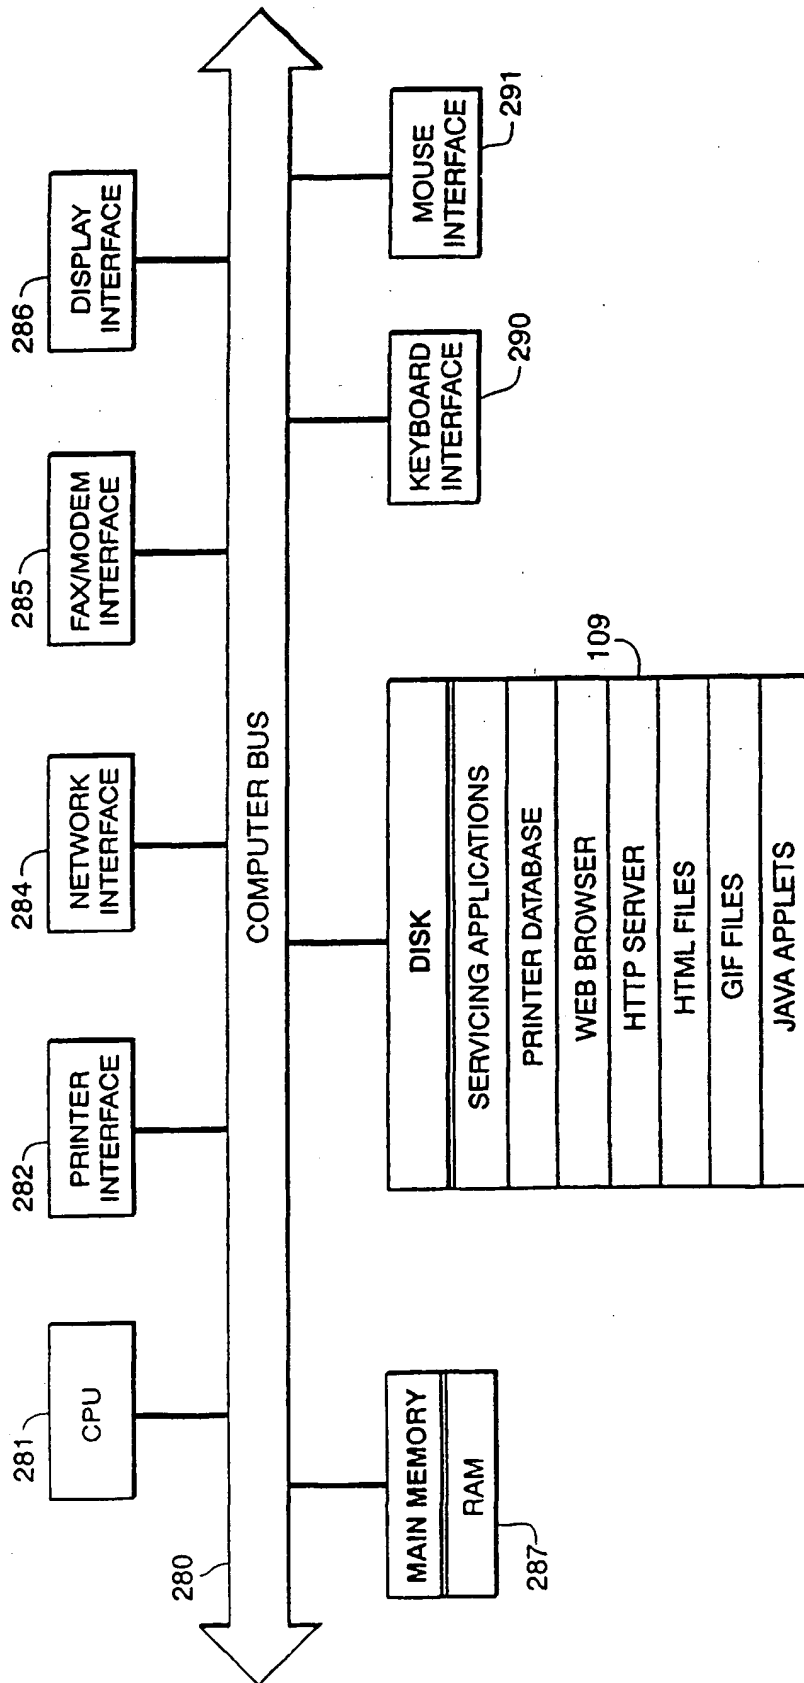 281
CPU
282
PRINTER
INTERFACE
284
NETWORK
INTERFACE
285
FAX/MODEM
INTERFACE
286
DISPLAY
INTERFACE
280
COMPUTER BUS
MAIN MEMORY
RAM
287
DISK
SERVICING APPLICATIONS
PRINTER DATABASE
WEB BROWSER
HTTP SERVER
HTML FILES
GIF FILES
JAVA APPLETS
109
KEYBOARD
INTERFACE
290
MOUSE
INTERFACE
291